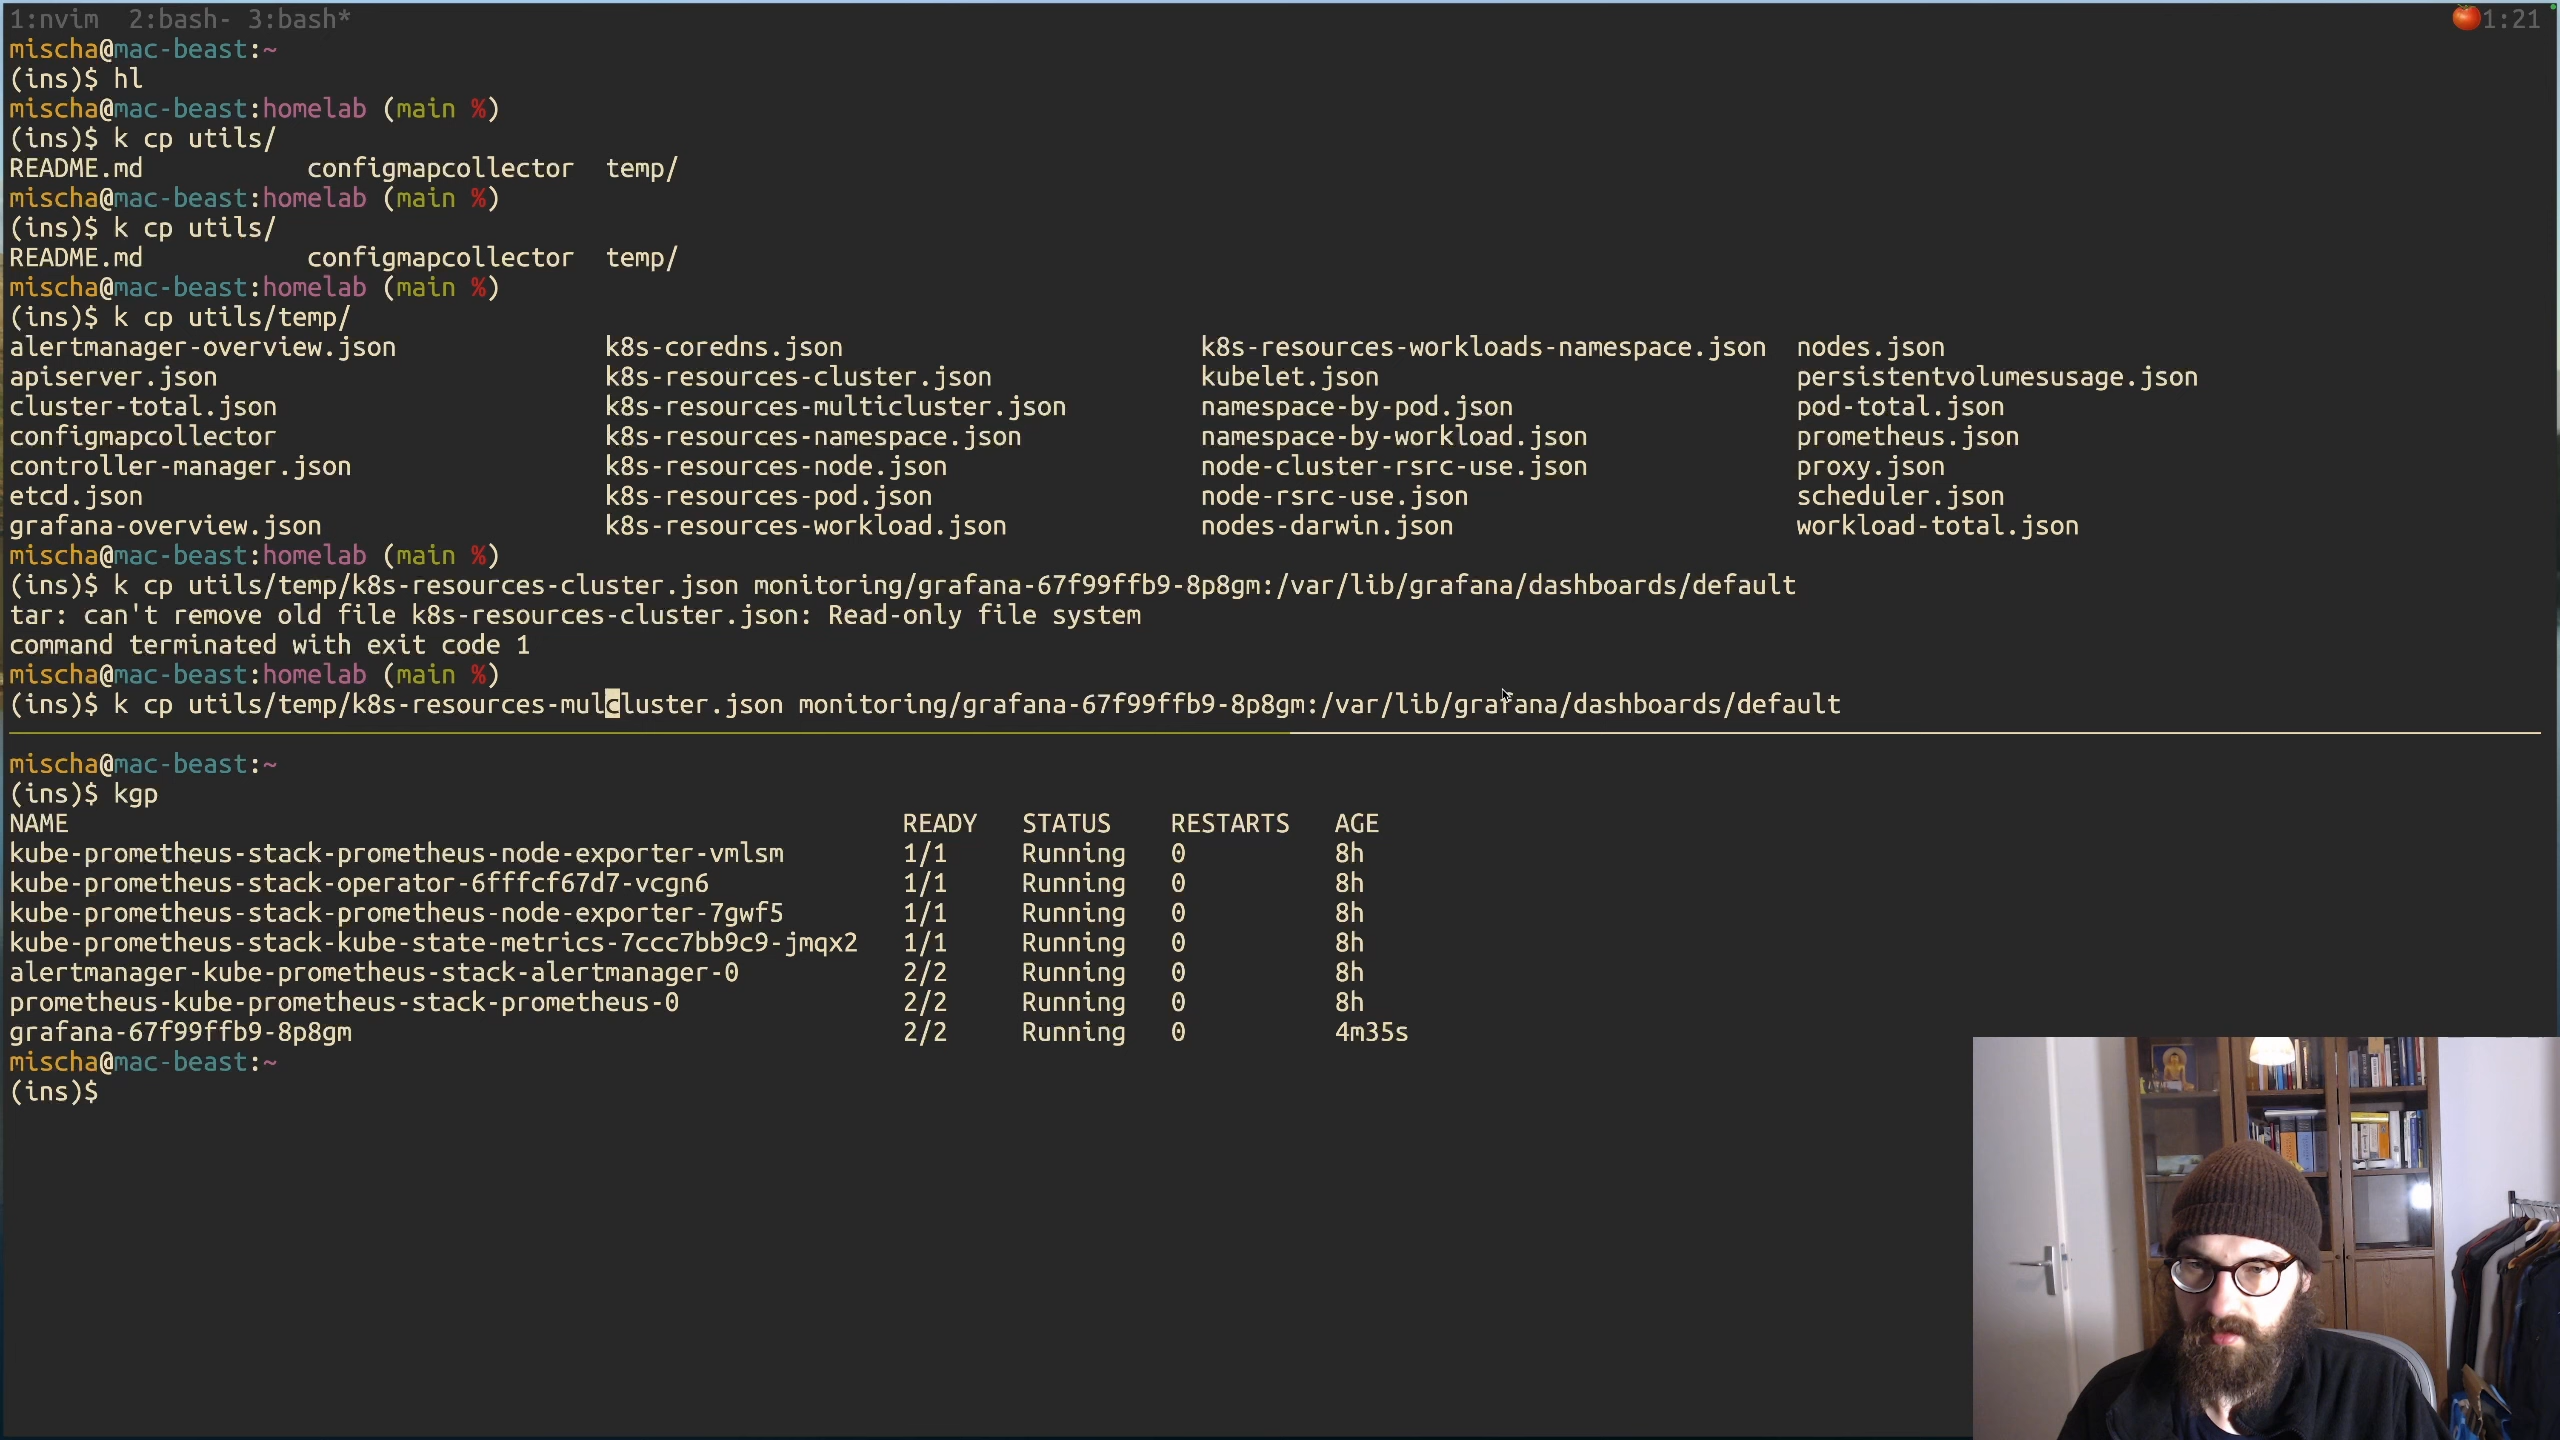 1:nvim  2:bash- 3:bash* 1:21
mischa@mac-beast:~
(ins)$ hl
mischa@mac-beast:homelab (main %)
(ins)$ k cp utils/
README.md configmapcollector temp/
mischa@mac-beast:homelab (main %)
(ins)$ k cp utils/
README.md configmapcollector temp/
mischa@mac-beast:homelab (main %)
(ins)$ k cp utils/temp/
alertmanager-overview.json k8s-coredns.json k8s-resources-workloads-namespace.json nodes.json
apiserver.json k8s-resources-cluster.json kubelet.json persistentvolumesusage.json
cluster-total.json k8s-resources-multicluster.json namespace-by-pod.json pod-total.json
configmapcollector k8s-resources-namespace.json namespace-by-workload.json prometheus.json
controller-manager.json k8s-resources-node.json node-cluster-rsrc-use.json proxy.json
etcd.json k8s-resources-pod.json node-rsrc-use.json scheduler.json
grafana-overview.json k8s-resources-workload.json nodes-darwin.json workload-total.json
mischa@mac-beast:homelab (main %)
(ins)$ k cp utils/temp/k8s-resources-cluster.json monitoring/grafana-67f99ffb9-8p8gm:/var/lib/grafana/dashboards/default
tar: can't remove old file k8s-resources-cluster.json: Read-only file system
command terminated with exit code 1
mischa@mac-beast:homelab (main %)
(ins)$ k cp utils/temp/k8s-resources-mulcluster.json monitoring/grafana-67f99ffb9-8p8gm:/var/lib/grafana/dashboards/default
mischa@mac-beast:~
(ins)$ kgp
NAME READY STATUS RESTARTS AGE
kube-prometheus-stack-prometheus-node-exporter-vmlsm 1/1 Running 0 8h
kube-prometheus-stack-operator-6fffcf67d7-vcgn6 1/1 Running 0 8h
kube-prometheus-stack-prometheus-node-exporter-7gwf5 1/1 Running 0 8h
kube-prometheus-stack-kube-state-metrics-7ccc7bb9c9-jmqx2 1/1 Running 0 8h
alertmanager-kube-prometheus-stack-alertmanager-0 2/2 Running 0 8h
prometheus-kube-prometheus-stack-prometheus-0 2/2 Running 0 8h
grafana-67f99ffb9-8p8gm 2/2 Running 0 4m35s
mischa@mac-beast:~
(ins)$